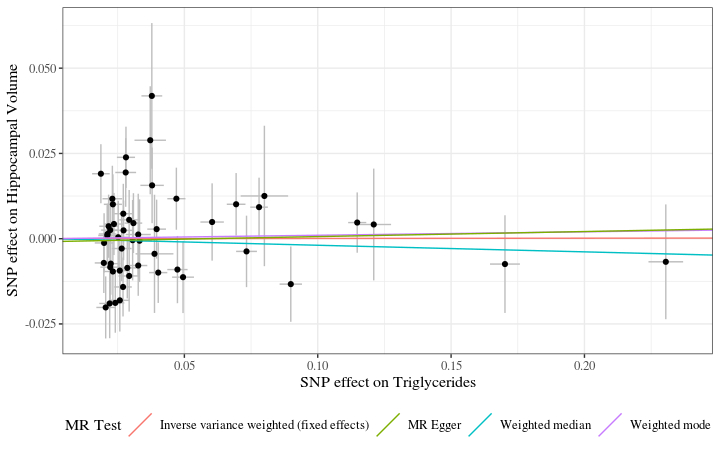 SNP effect on Hippocampal Volume
0.050
0.025
0.000
-0.025
0.05
0.10
0.15
0.20
SNP effect on Triglycerides
MR Test
Inverse variance weighted (fixed effects)
MR Egger
Weighted median
Weighted mode